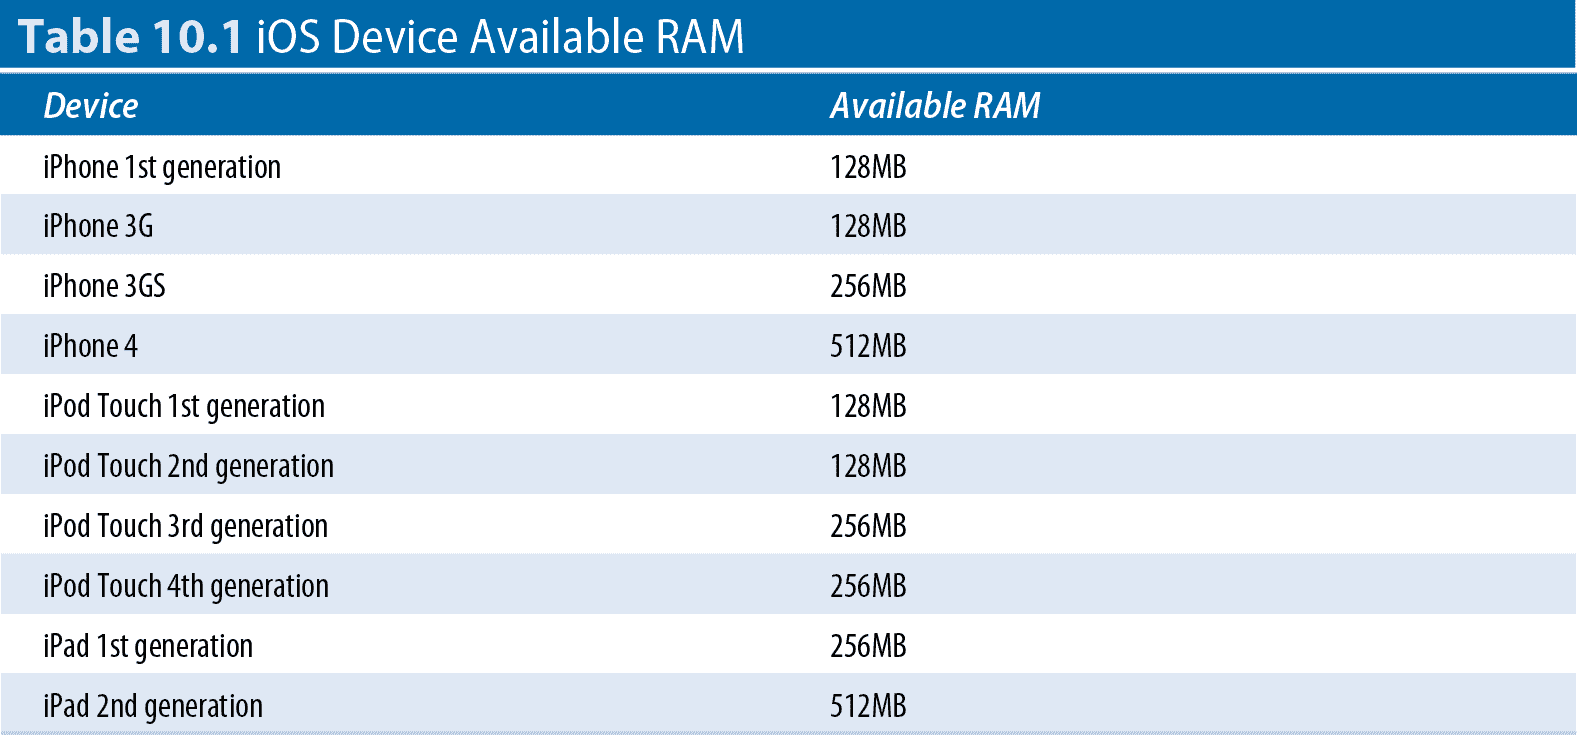 Table 10.1 iOS Device Available RAM
Device Available RAM
iPhone 1st generation 128MB
iPhone 3G 128MB
iPhone 3GS 256MB
iPhone 4 512MB
iPod Touch 1st generation 128MB
iPod Touch 2nd generation 128MB
iPod Touch 3rd generation 256MB
iPod Touch 4th generation 256MB
iPad 1st generation 256MB
iPad 2nd generation 512MB